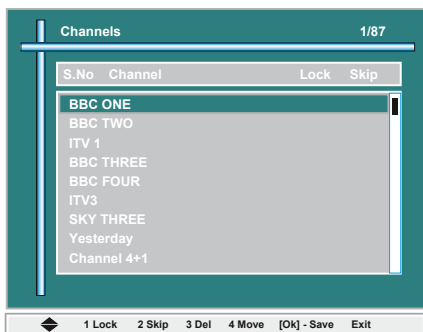 Channels 1/87
S.No Channel Lock Skip
BBC ONE
BBC TWO
ITV 1
BBC THREE
BBC FOUR
ITV3
SKY THREE
Yesterday
Channel 4+1
1 Lock 2 Skip 3 Del 4 Move [Ok] - Save Exit